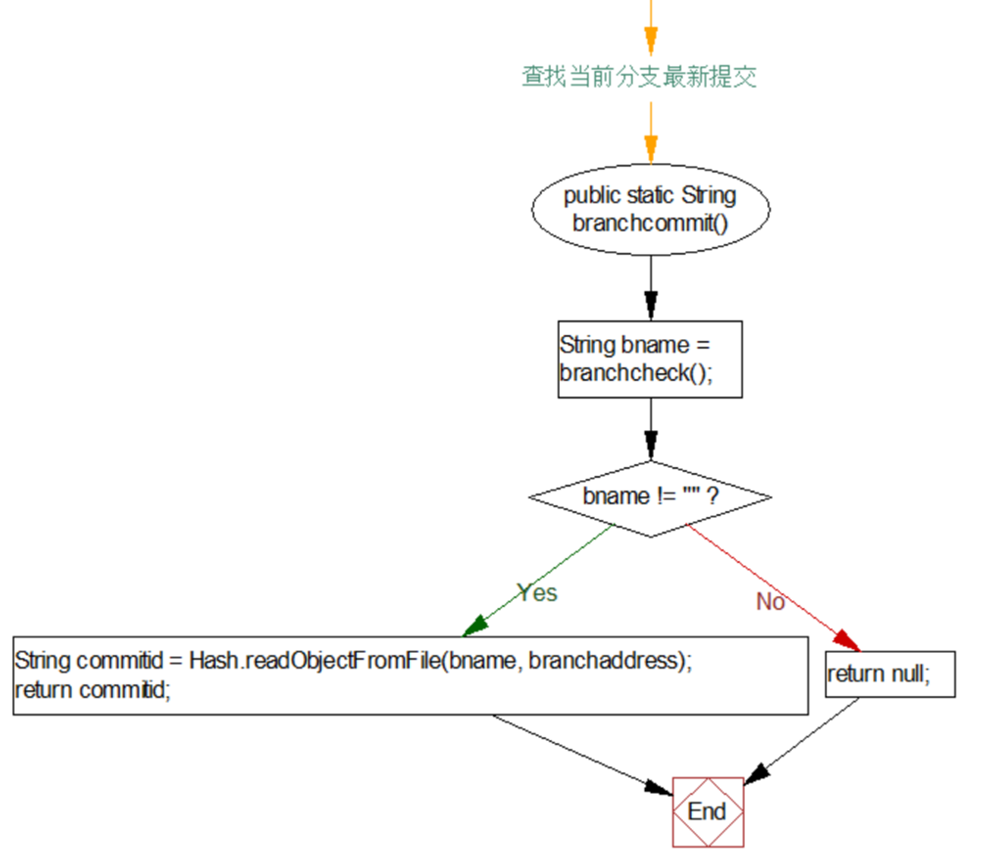 查找当前分支最新提交
public static String
branchcommit()
String bname =
branchcheck();
bname != "" ?
Yes
No
String commitid = Hash.readObjectFromFile(bname, branchaddress);
return commitid;
return null;
End